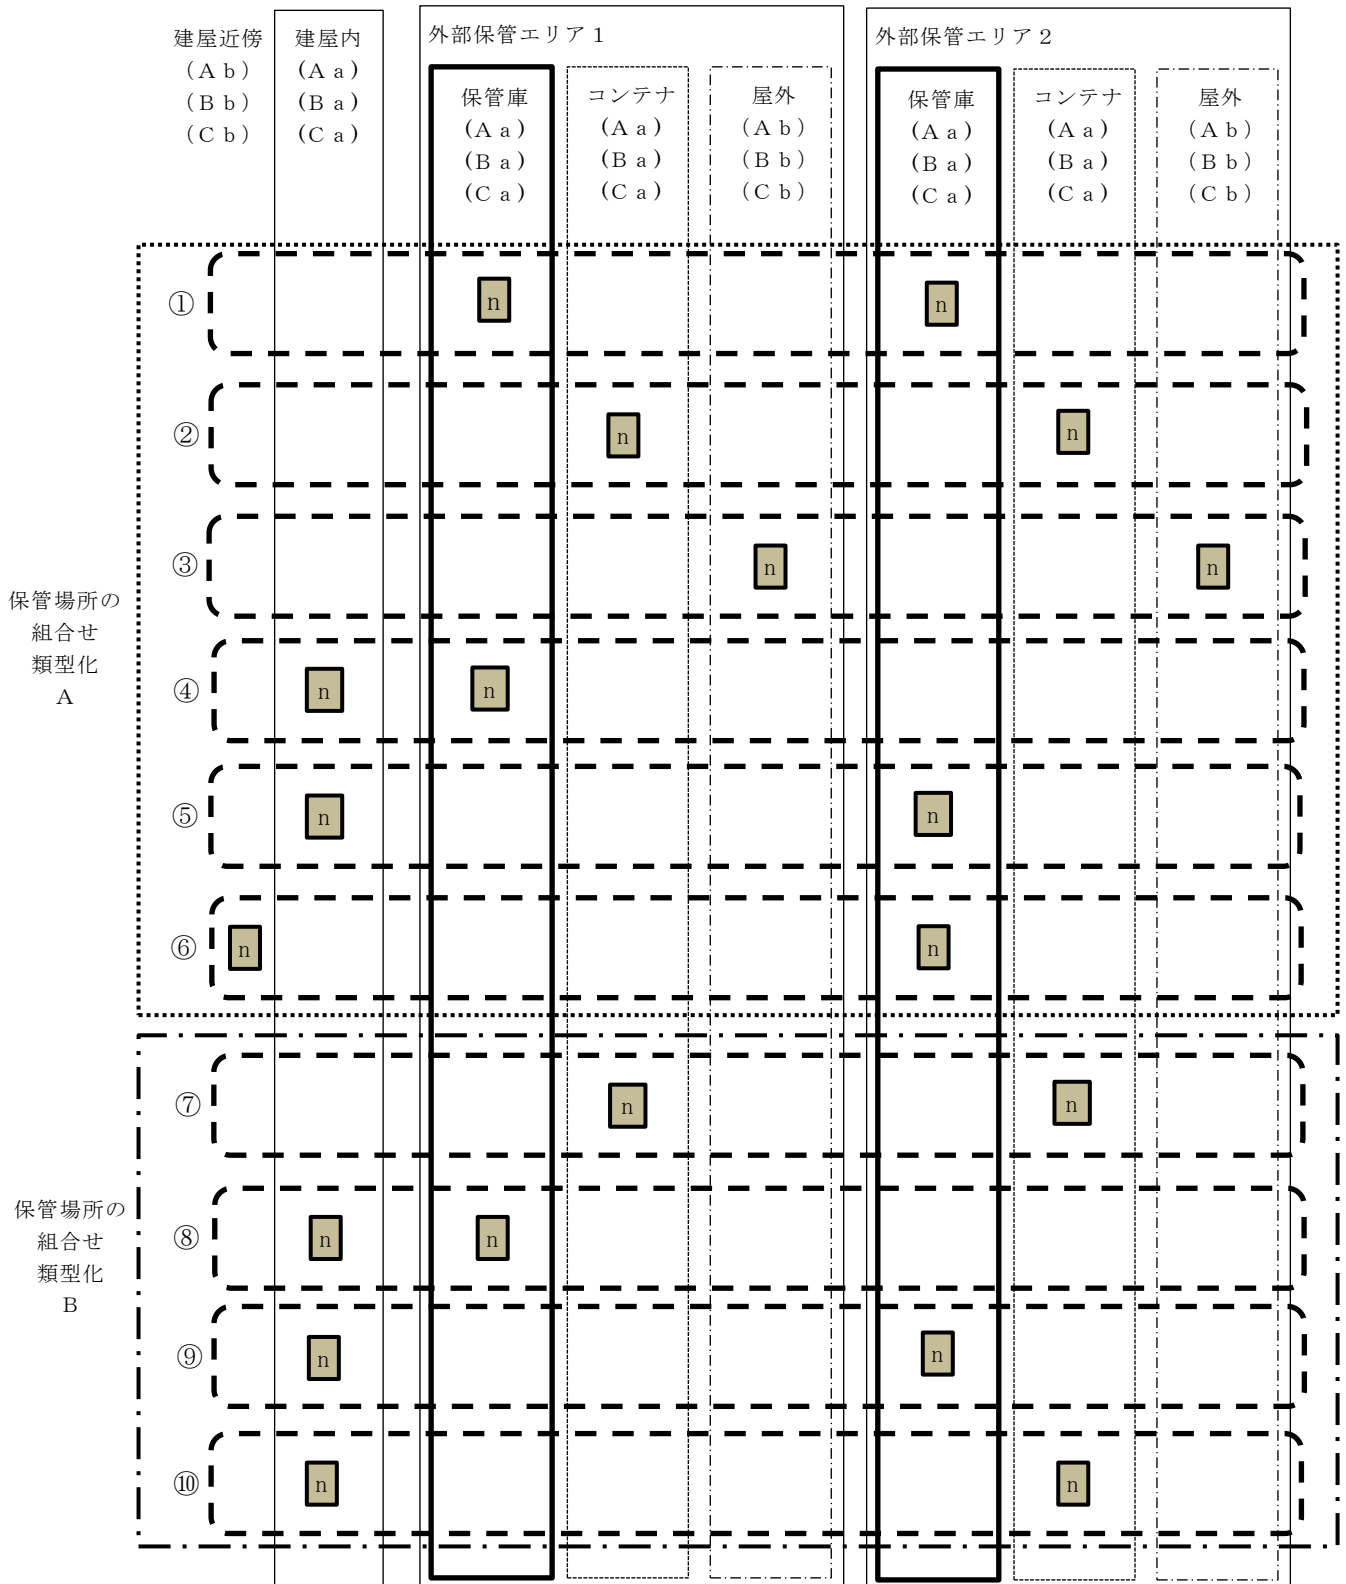 建屋近傍
（Ａｂ）
（Ｂｂ）
（Ｃｂ）
建屋内
(Ａａ)
(Ｂａ)
(Ｃａ)
外部保管エリア１
保管庫
(Ａａ)
(Ｂａ)
(Ｃａ)
コンテナ
(Ａａ)
(Ｂａ)
(Ｃａ)
屋外
（Ａｂ）
（Ｂｂ）
（Ｃｂ）
外部保管エリア２
保管庫
(Ａａ)
(Ｂａ)
(Ｃａ)
コンテナ
(Ａａ)
(Ｂａ)
(Ｃａ)
屋外
（Ａｂ）
（Ｂｂ）
（Ｃｂ）
保管場所の
組合せ
類型化
Ａ
① n n
② n n
③ n n
④ n n
⑤ n n
⑥ n n
保管場所の
組合せ
類型化
Ｂ
⑦ n n
⑧ n n
⑨ n n
⑩ n n